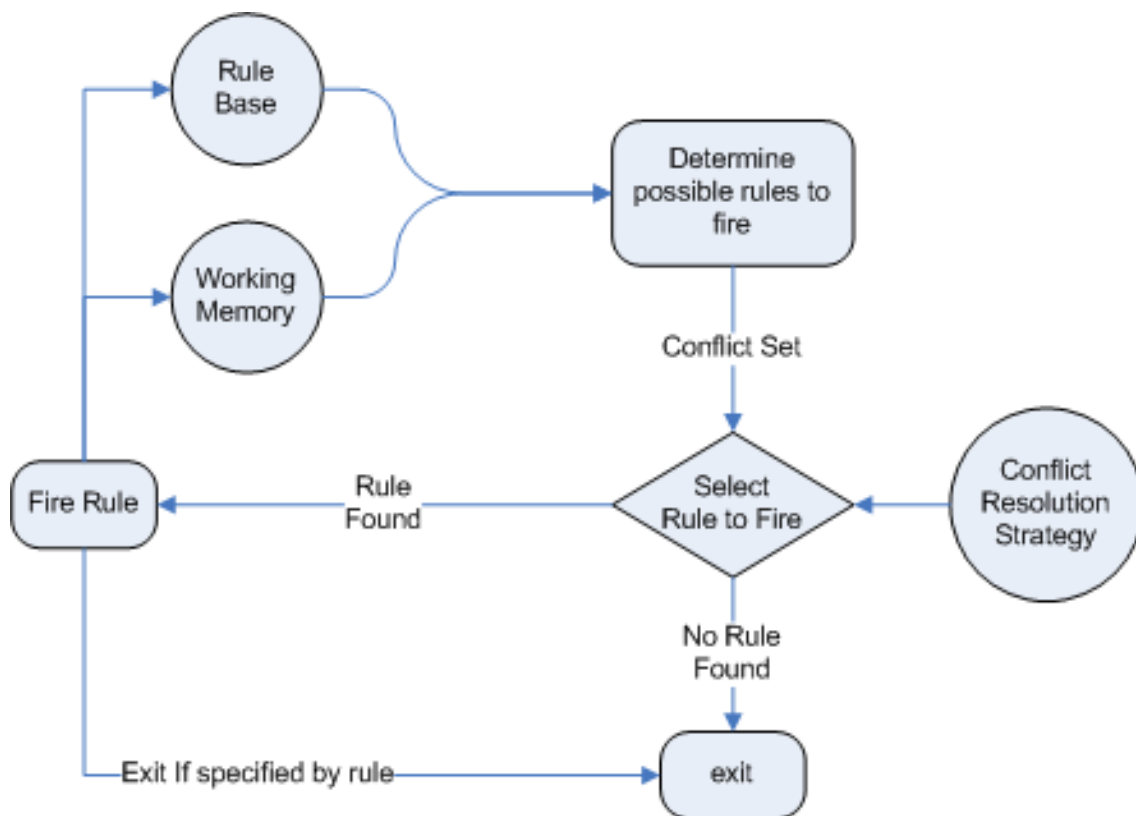 Rule
Base
Determine
possible rules to
fire
Working
Memory
Conflict Set
Fire Rule
Rule
Found
Select
Rule to Fire
Conflict
Resolution
Strategy
No Rule
Found
Exit If specified by rule
exit